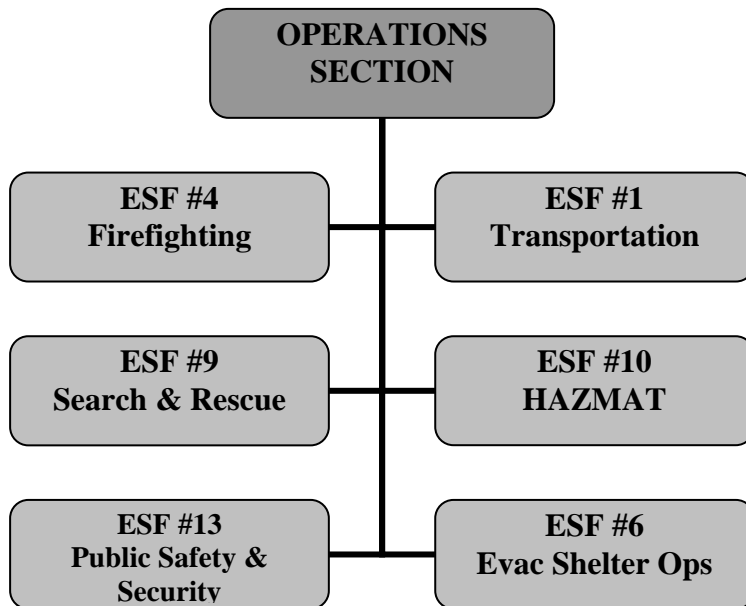 OPERATIONS
SECTION
ESF #4
Firefighting
ESF #1
Transportation
ESF #9
Search & Rescue
ESF #10
HAZMAT
ESF #13
Public Safety &
Security
ESF #6
Evac Shelter Ops